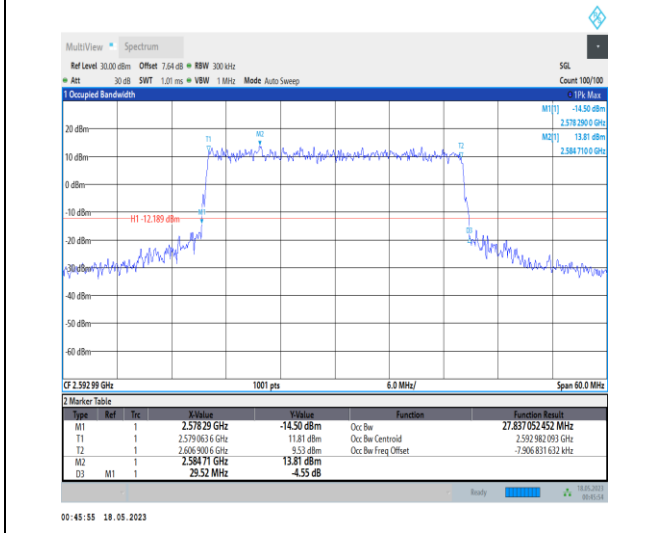 MultiView Spectrum
Ref Level 30.00 dBm Offset 7.64 dB RBW 300 kHz SGL
Att 30 dB SWT 1.01 ms VBW 1 MHz Mode Auto Sweep Count 100/100
1 Occupied Bandwidth 1Pk Max
M1[1] -14.50 dBm
2.578 290 0 GHz
M2[1] 13.81 dBm
2.584 710 0 GHz
20 dBm
T1
M2
T2
10 dBm
0 dBm
-10 dBm
M1
H1 -12.189 dBm
D3
-20 dBm
-30 dBm
-40 dBm
-50 dBm
-60 dBm
CF 2.592 99 GHz 1001 pts 6.0 MHz/ Span 60.0 MHz
2 Marker Table
Type Ref Trc X-Value Y-Value Function Function Result
M1 1 2.578 29 GHz -14.50 dBm Occ Bw 27.837 052 452 MHz
T1 1 2.579 063 6 GHz 11.81 dBm Occ Bw Centroid 2.592 982 093 GHz
T2 1 2.606 900 6 GHz 9.53 dBm Occ Bw Freq Offset -7.906 831 632 kHz
M2 1 2.584 71 GHz 13.81 dBm
D3 M1 1 29.52 MHz -4.55 dB
Ready 18.05.2023
00:45:54
00:45:55 18.05.2023